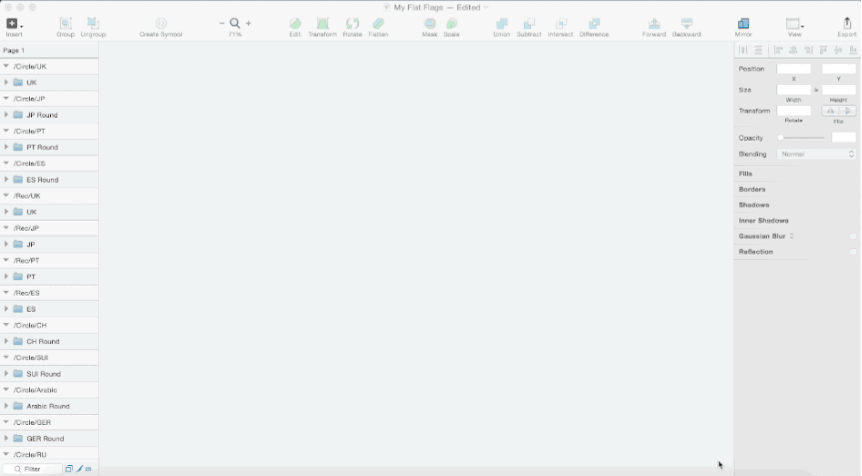 My Flat Flags — Edited
Insert Group Ungroup Create Symbol 71% Edit Transform Rotate Flatten Mask Scale Union Subtract Intersect Difference Forward Backward Mirror View Export
Page 1
/Circle/UK
UK
/Circle/JP
JP Round
/Circle/PT
PT Round
/Circle/ES
ES Round
/Rec/UK
UK
/Rec/JP
JP
/Rec/PT
PT
/Rec/ES
ES
/Circle/CH
CH Round
/Circle/SUI
SUI Round
/Circle/Arabic
Arabic Round
/Circle/GER
GER Round
/Circle/RU
Filter
Position
X Y
Size
Width Height
Transform
Rotate Flip
Opacity
Blending Normal
Fills
Borders
Shadows
Inner Shadows
Gaussian Blur
Reflection